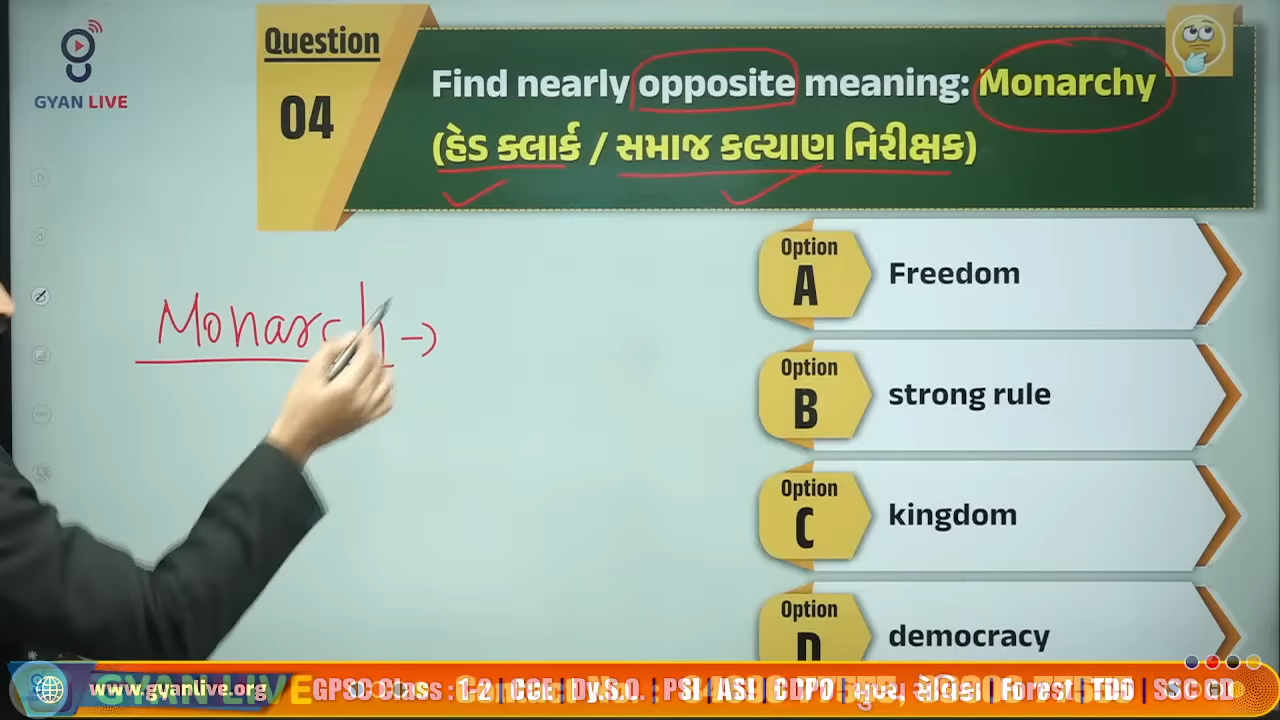 GYAN LIVE
Question
04
Find nearly opposite meaning: Monarchy
(હેડ ક્લાર્ક / સમાજ કલ્યાણ નિરીક્ષક)
Monarch →
Option
A
Freedom
Option
B
strong rule
Option
C
kingdom
Option
D
democracy
www.gyanlive.org
GPSC Class : 1-2 | CCE | Dy.S.O. | PSI | ASI | CDPO | મુખ્ય સેવિકા | Forest | TDO | SSC GD